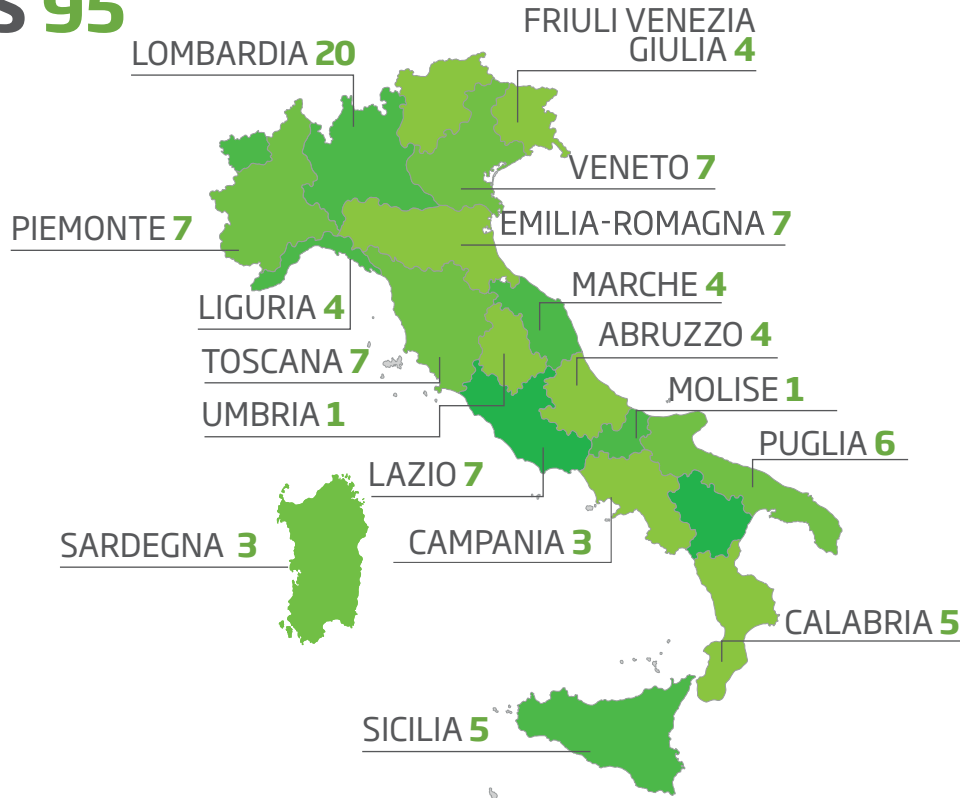 S 95
FRIULI VENEZIA
GIULIA 4
LOMBARDIA 20
VENETO 7
PIEMONTE 7
EMILIA-ROMAGNA 7
MARCHE 4
LIGURIA 4
ABRUZZO 4
TOSCANA 7
MOLISE 1
UMBRIA 1
PUGLIA 6
LAZIO 7
CAMPANIA 3
SARDEGNA 3
CALABRIA 5
SICILIA 5